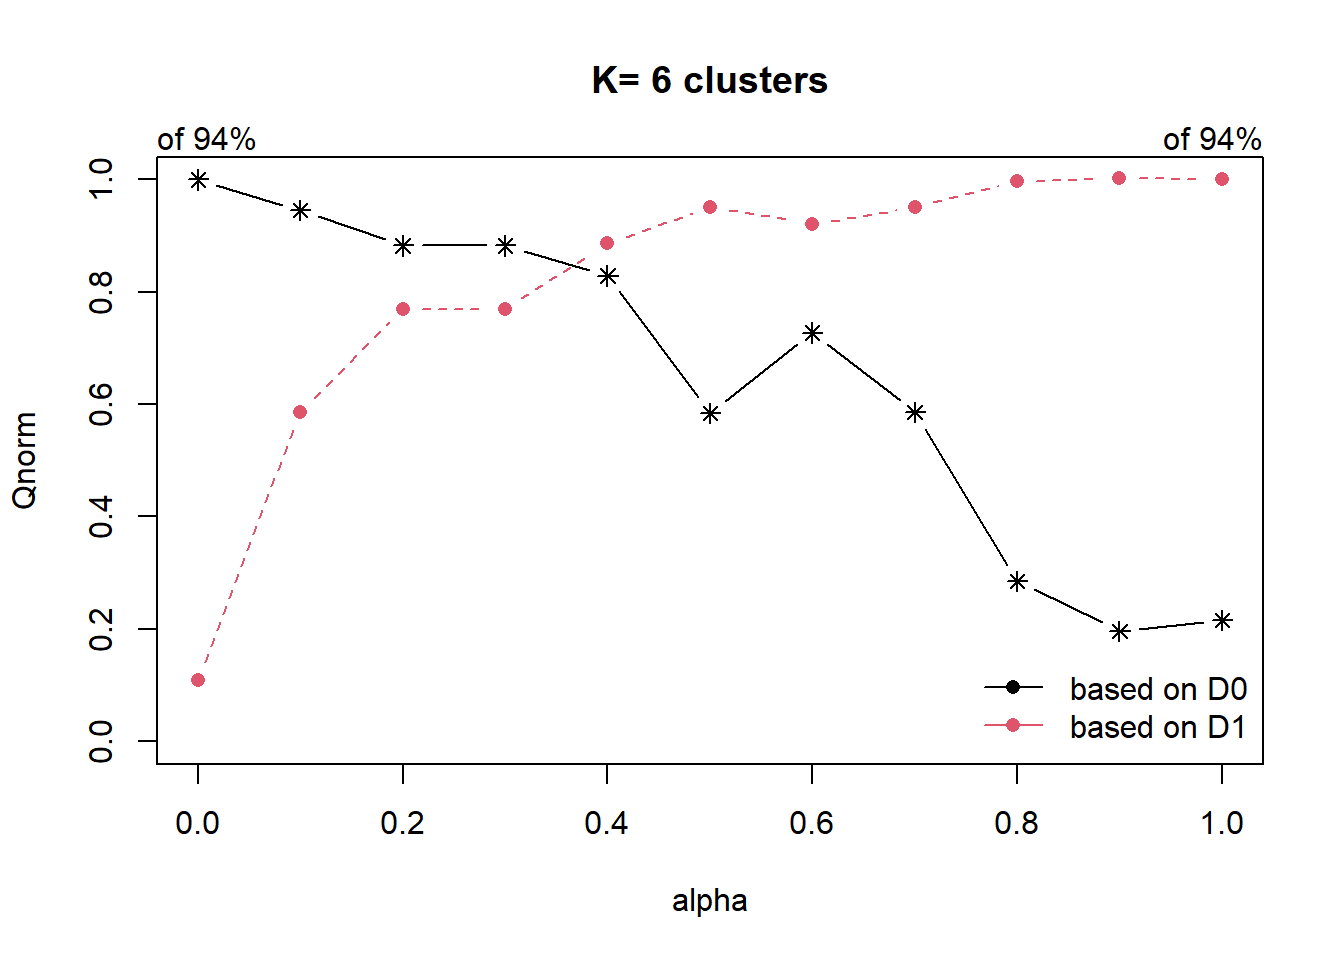 K= 6 clusters
of 94% of 94%
1.0
0.8
0.6
0.4
0.2
0.0
Qnorm
0.0 0.2 0.4 0.6 0.8 1.0
alpha
based on D0
based on D1